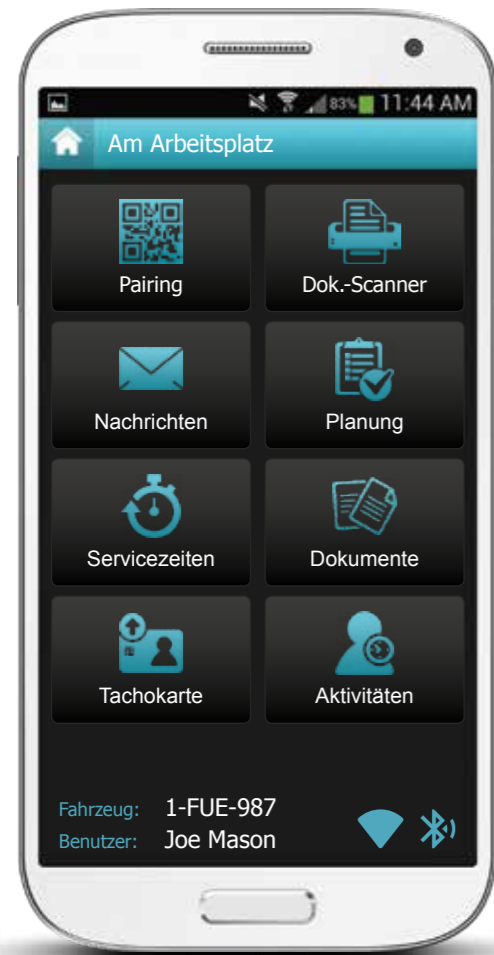 83% 11:44 AM
Am Arbeitsplatz
Pairing
Dok.-Scanner
Nachrichten
Planung
Servicezeiten
Dokumente
Tachokarte
Aktivitäten
Fahrzeug: 1-FUE-987
Benutzer: Joe Mason